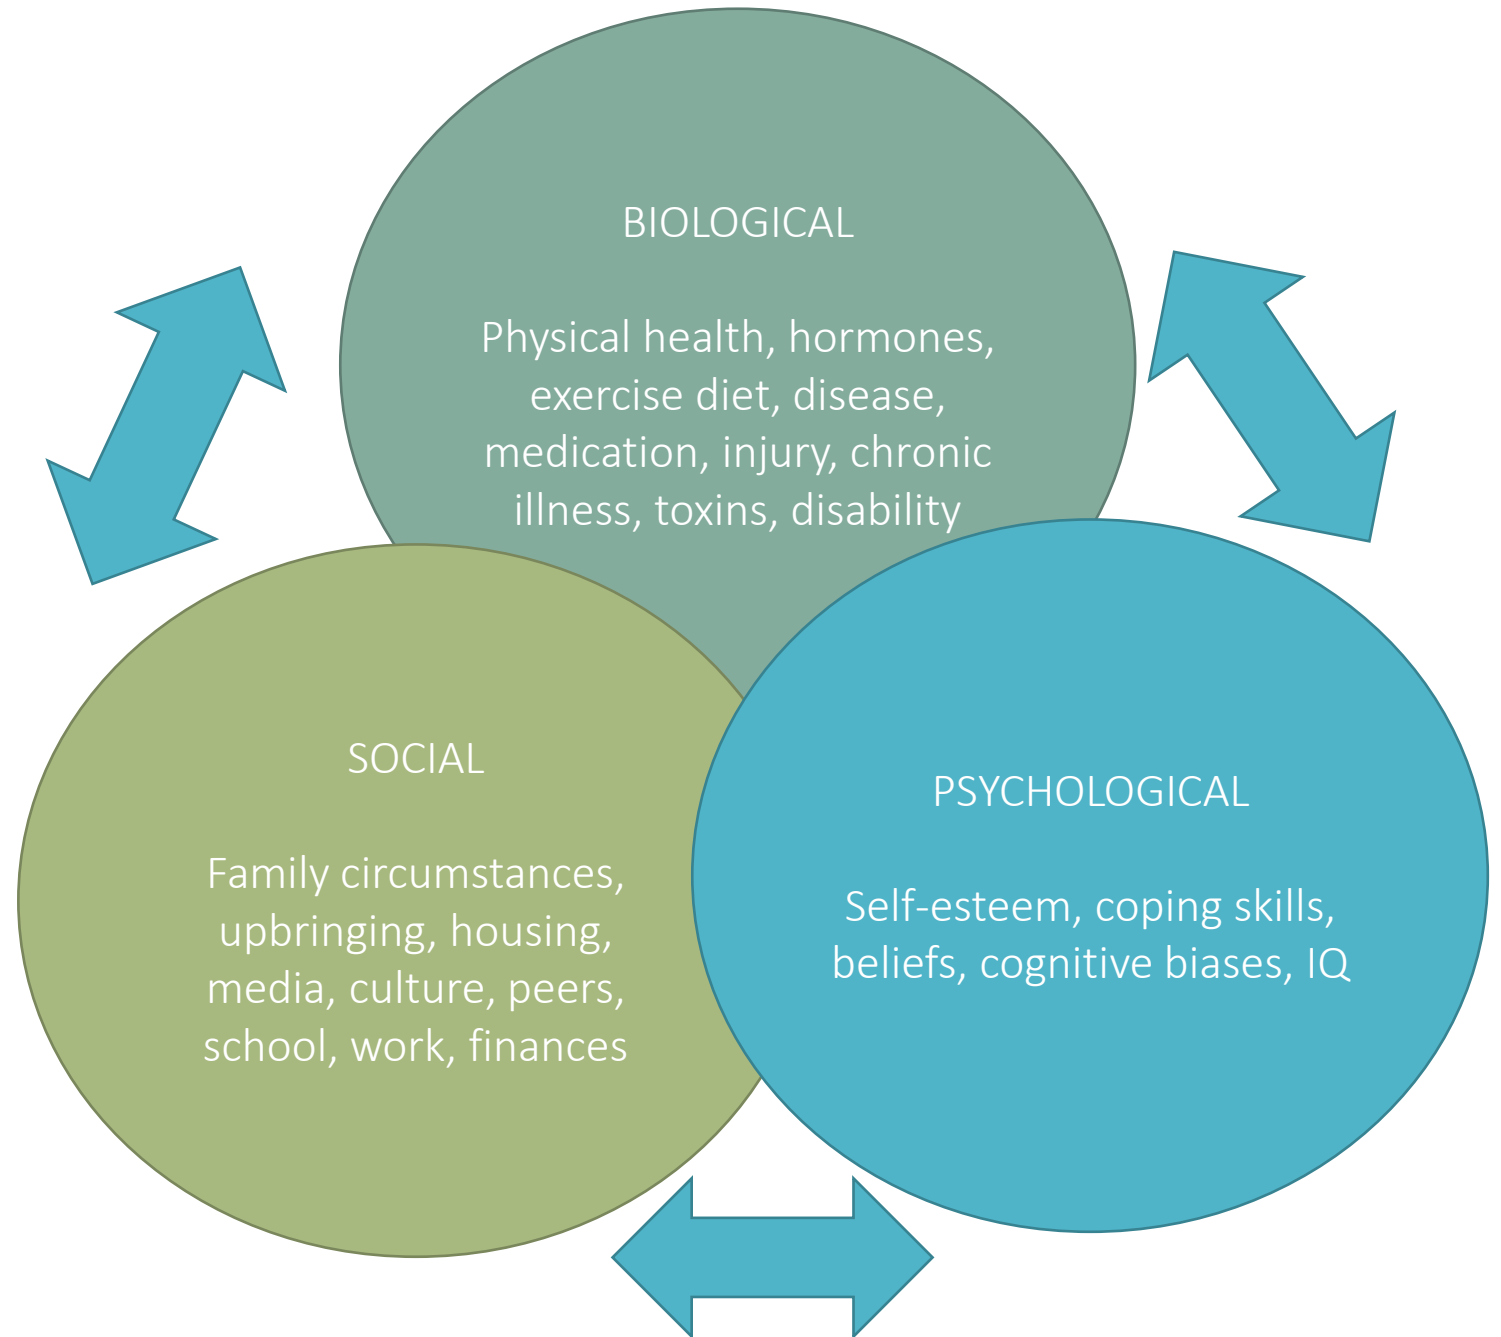 BIOLOGICAL
Physical health, hormones,
exercise diet, disease,
medication, injury, chronic
illness, toxins, disability
SOCIAL
Family circumstances,
upbringing, housing,
media, culture, peers,
school, work, finances
PSYCHOLOGICAL
Self-esteem, coping skills,
beliefs, cognitive biases, IQ